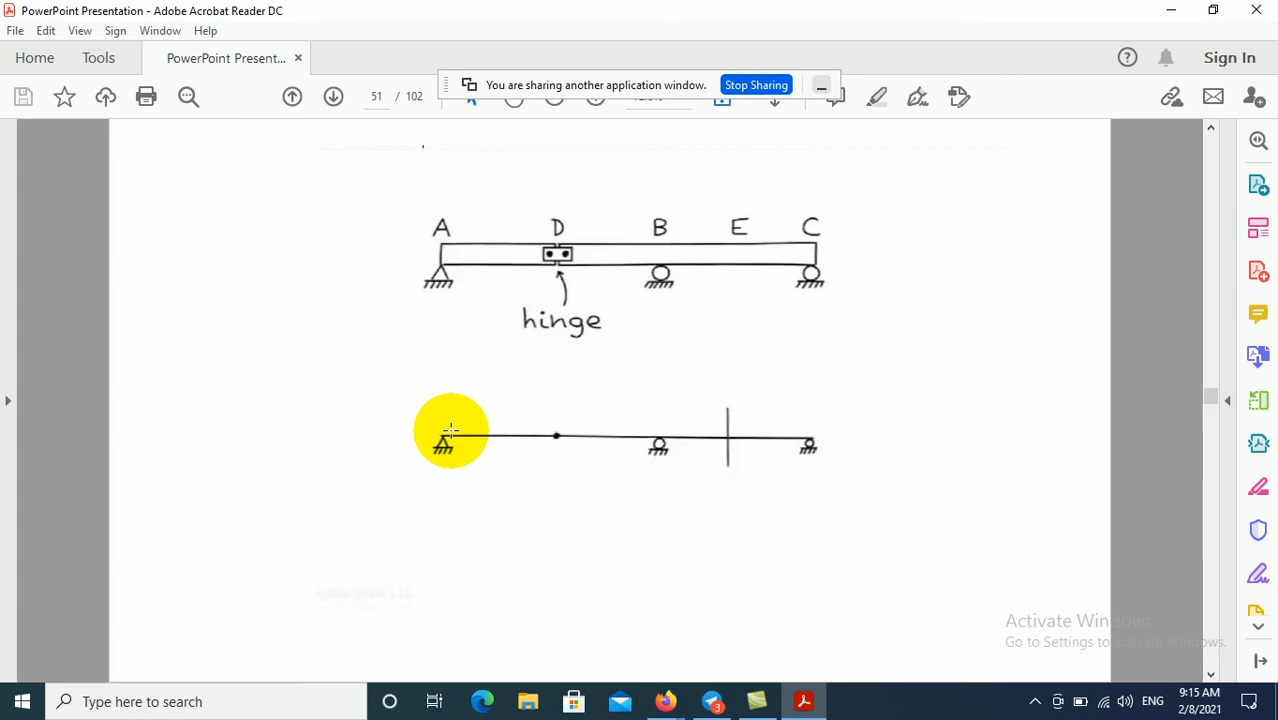 PowerPoint Presentation - Adobe Acrobat Reader DC
File Edit View Sign Window Help
Home Tools PowerPoint Present... × ? Sign In
You are sharing another application window. Stop Sharing
51 / 102
A D B E C
hinge
Activate Windows
Go to Settings to activate Windows.
Type here to search
3
ENG
9:15 AM
2/8/2021